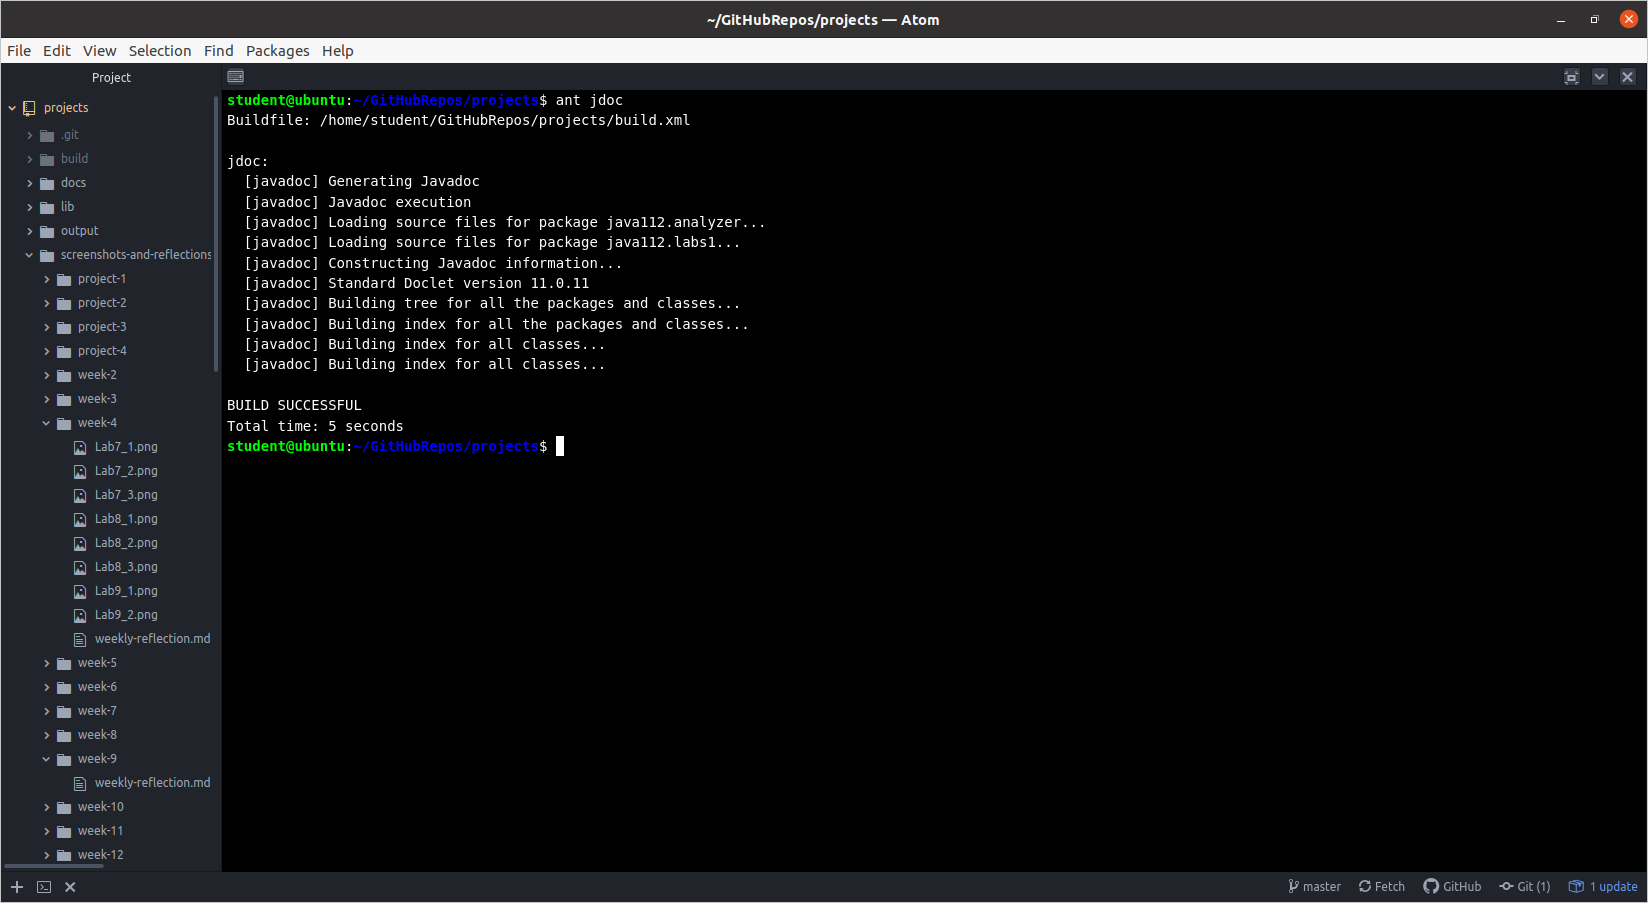 ~/GitHubRepos/projects — Atom
File Edit View Selection Find Packages Help
Project
projects
.git
build
docs
lib
output
screenshots-and-reflections
project-1
project-2
project-3
project-4
week-2
week-3
week-4
Lab7_1.png
Lab7_2.png
Lab7_3.png
Lab8_1.png
Lab8_2.png
Lab8_3.png
Lab9_1.png
Lab9_2.png
weekly-reflection.md
week-5
week-6
week-7
week-8
week-9
weekly-reflection.md
week-10
week-11
week-12
student@ubuntu:~/GitHubRepos/projects$ ant jdoc
Buildfile: /home/student/GitHubRepos/projects/build.xml
jdoc:
[javadoc] Generating Javadoc
[javadoc] Javadoc execution
[javadoc] Loading source files for package java112.analyzer...
[javadoc] Loading source files for package java112.labs1...
[javadoc] Constructing Javadoc information...
[javadoc] Standard Doclet version 11.0.11
[javadoc] Building tree for all the packages and classes...
[javadoc] Building index for all the packages and classes...
[javadoc] Building index for all classes...
[javadoc] Building index for all classes...
BUILD SUCCESSFUL
Total time: 5 seconds
student@ubuntu:~/GitHubRepos/projects$
master Fetch GitHub Git (1) 1 update